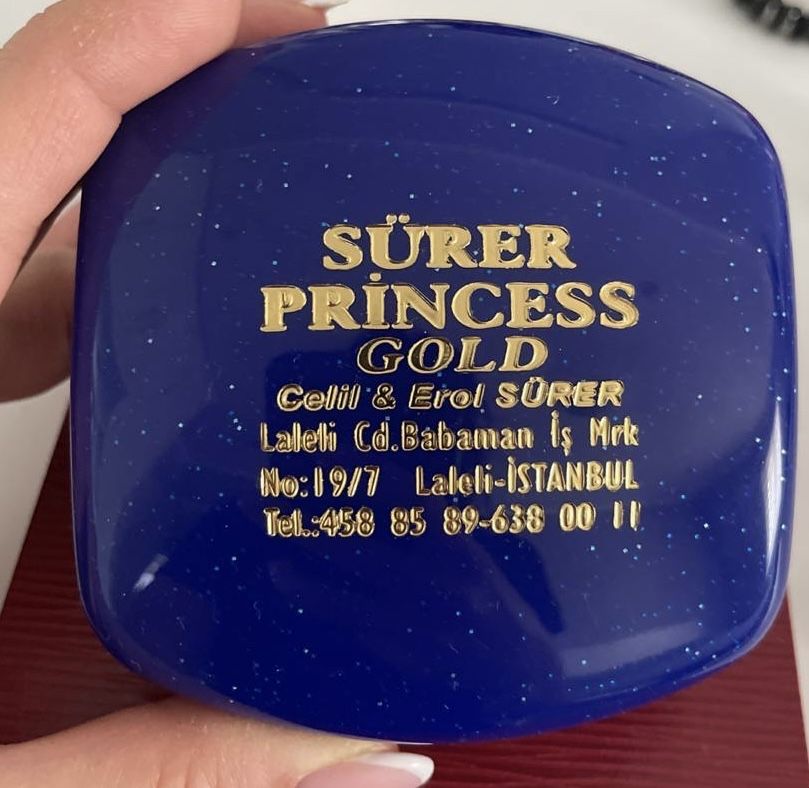 SÜRER
PRİNCESS
GOLD
Celil & Erol SÜRER
Laleli Cd.Babaman İş Mrk
No:19/7 Laleli-İSTANBUL
Tel.:458 85 89-638 00 11